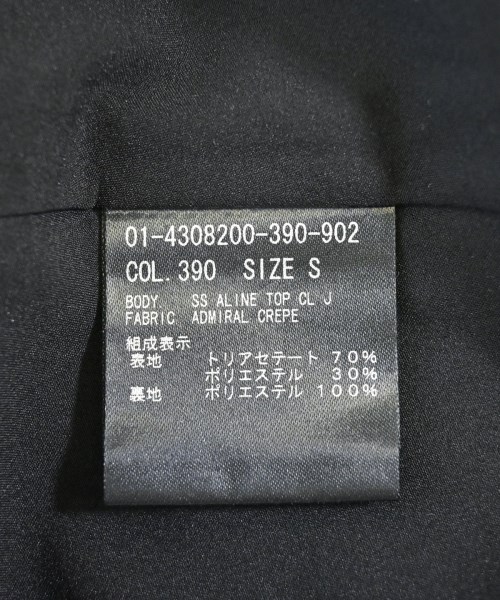 01-4308200-390-902
COL.390 SIZE S
BODY SS ALINE TOP CL J
FABRIC ADMIRAL CREPE
組成表示
表地 トリアセテート 70%
ポリエステル 30%
裏地 ポリエステル 100%